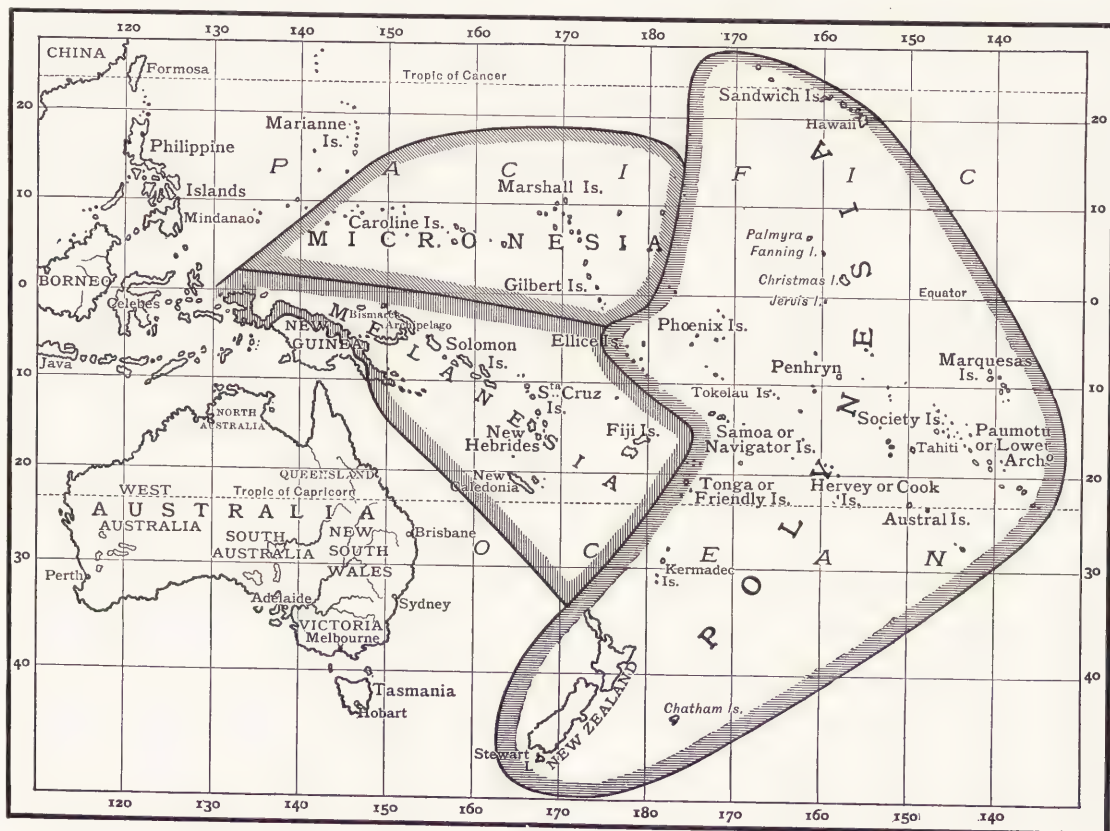 120 130 140 150 160 170 180 170 160 150 140
CHINA
Formosa
Tropic of Cancer
Sandwich Is.
Hawaii
20
20
Marianne
Is.
Philippine
Islands
Mindanao
PACIFIC
Marshall Is.
Caroline Is.
MICRONESIA
10
10
Palmyra
Fanning I.
Christmas I.
Jervis I.
Gilbert Is.
BORNEO
Celebes
0
Equator
0
NEW
GUINEA
Bismarck
Archipelago
MELANESIA
Ellice Is.
Phoenix Is.
Solomon
Is.
Java
10
10
Penhryn
Marquesas
Is.
Tokelau Is.
Sta Cruz
Is.
NORTH
AUSTRALIA
New
Hebrides
Fiji Is.
Samoa or
Navigator Is.
Society Is.
Tahiti
Paumotu
or Lower
Arch.
POLYNESIA
20
20
QUEENSLAND
New
Caledonia
Tonga or
Friendly Is.
Hervey or Cook
Is.
Austral Is.
WEST
AUSTRALIA
Tropic of Capricorn
AUSTRALIA
SOUTH
AUSTRALIA
NEW
SOUTH
WALES
Brisbane
OCEAN
30
30
Perth
Kermadec
Is.
Adelaide
Sydney
VICTORIA
Melbourne
40
40
Tasmania
Hobart
NEW ZEALAND
Chatham Is.
Stewart
I.
120 130 140 150 160 170 180 170 160 150 140